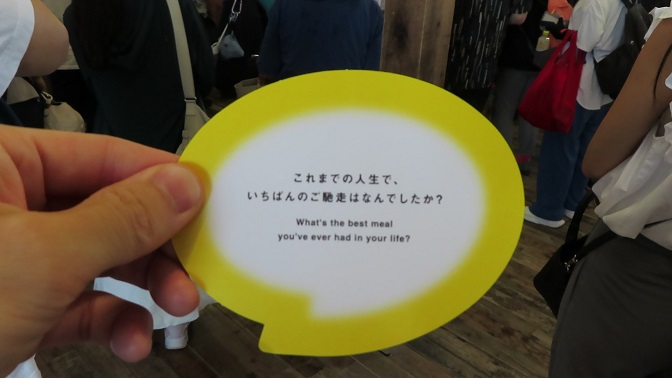 これまでの人生で、
いちばんのご馳走はなんでしたか？
What's the best meal
you've ever had in your life?